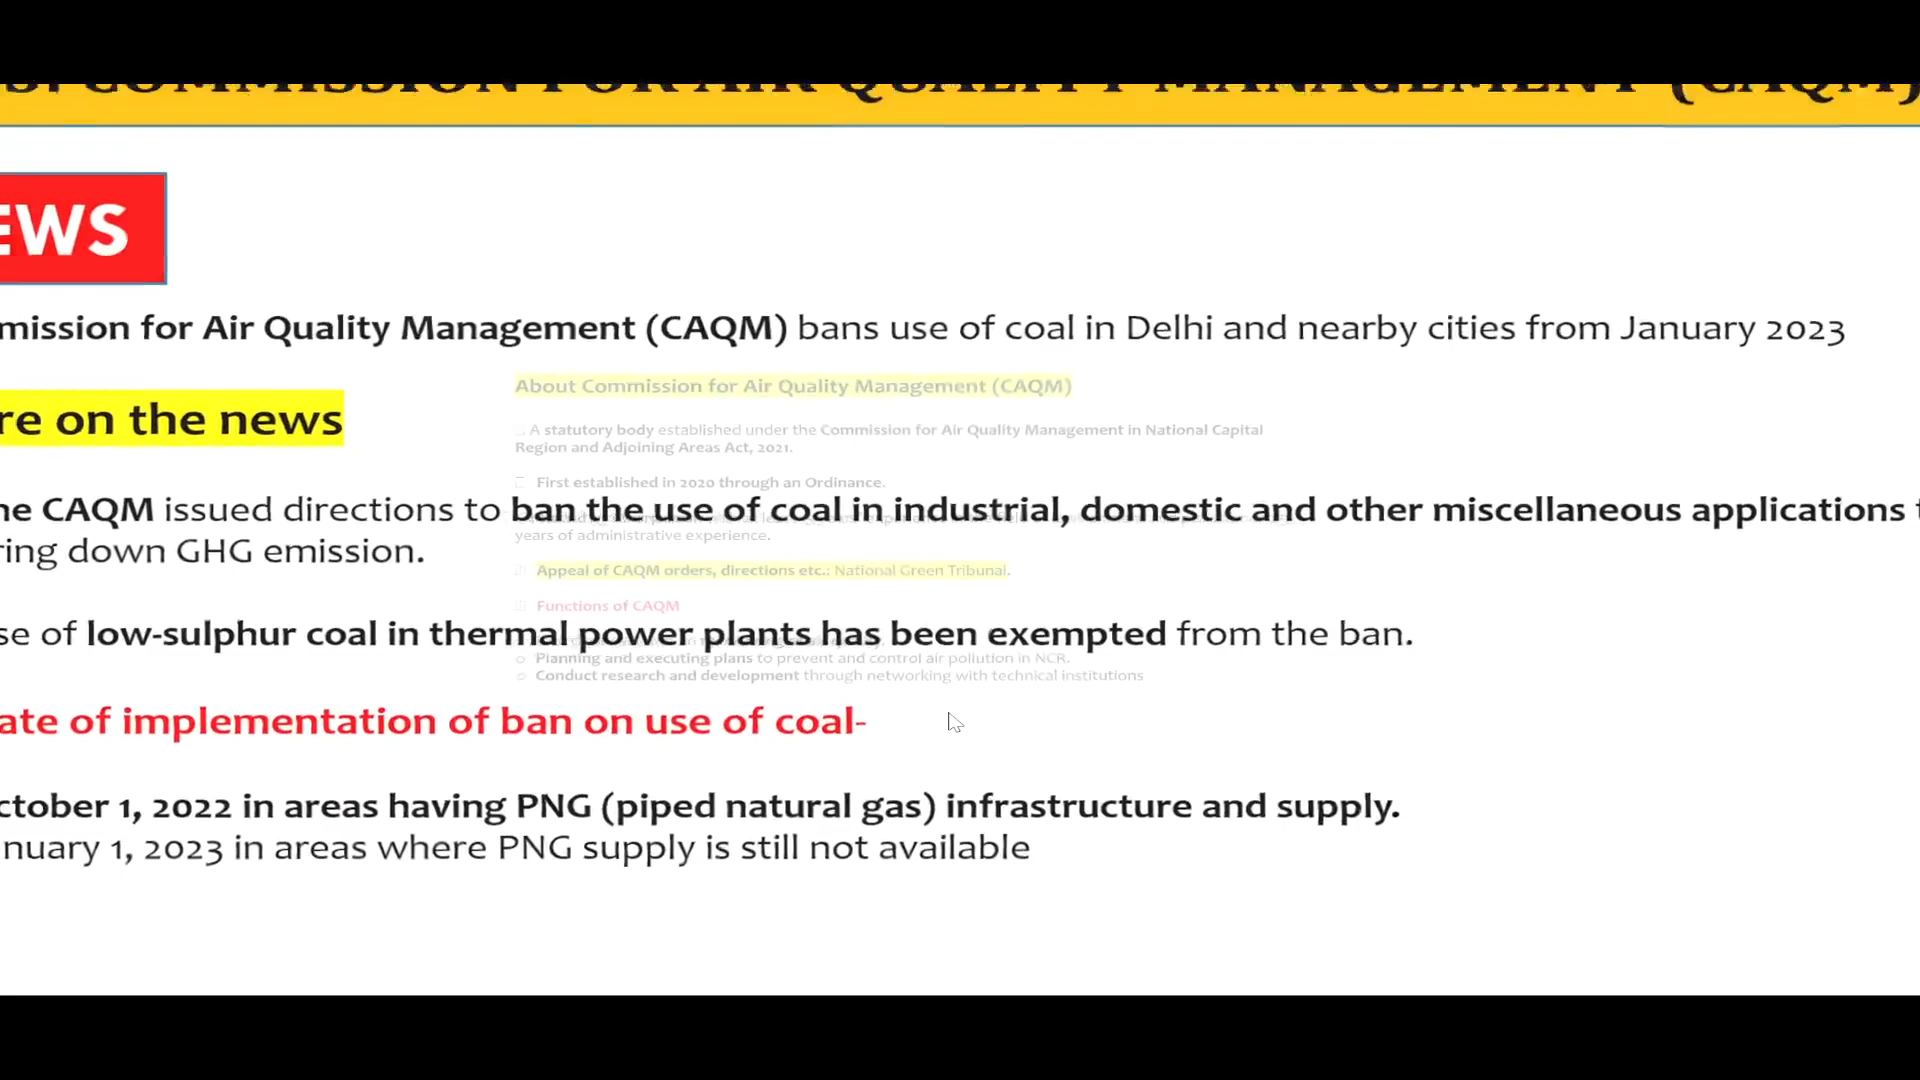 COMMISSION FOR AIR QUALITY MANAGEMENT (CAQM)
EWS
mission for Air Quality Management (CAQM) bans use of coal in Delhi and nearby cities from January 2023
About Commission for Air Quality Management (CAQM)
re on the news
A statutory body established under the Commission for Air Quality Management in National Capital
Region and Adjoining Areas Act, 2021.
First established in 2020 through an Ordinance.
he CAQM issued directions to ban the use of coal in industrial, domestic and other miscellaneous applications t
years of administrative experience.
ring down GHG emission.
Appeal of CAQM orders, directions etc.: National Green Tribunal.
Functions of CAQM
se of low-sulphur coal in thermal power plants has been exempted from the ban.
Planning and executing plans to prevent and control air pollution in NCR.
Conduct research and development through networking with technical institutions
ate of implementation of ban on use of coal-
ctober 1, 2022 in areas having PNG (piped natural gas) infrastructure and supply.
nuary 1, 2023 in areas where PNG supply is still not available